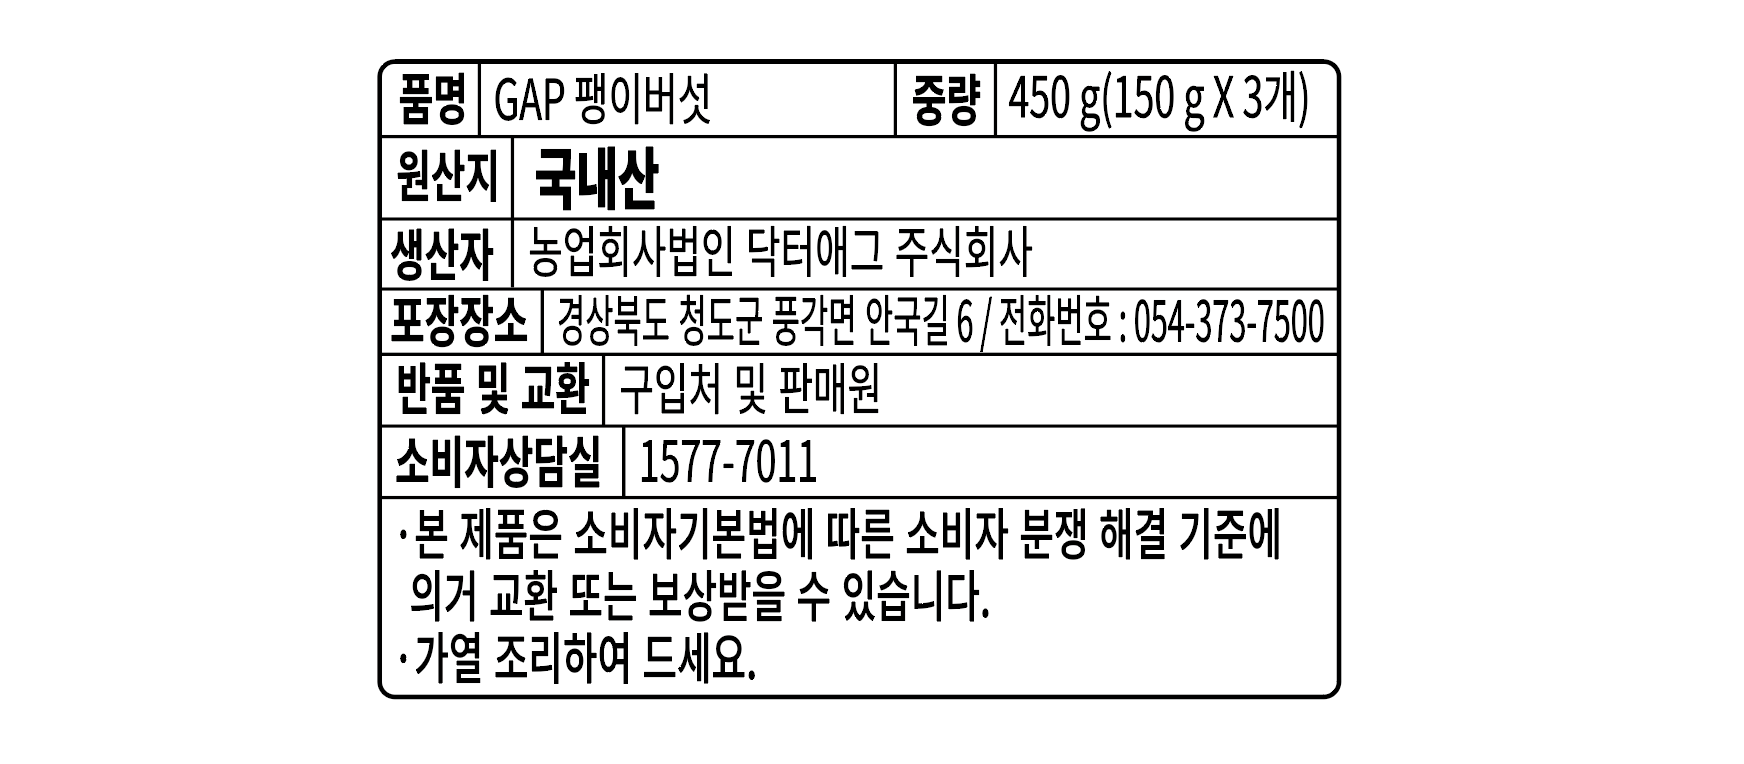 품명 GAP 팽이버섯 중량 450 g(150 g X 3개)
원산지 국내산
생산자 농업회사법인 닥터애그 주식회사
포장장소 경상북도 청도군 풍각면 안국길 6 / 전화번호 : 054-373-7500
반품 및 교환 구입처 및 판매원
소비자상담실 1577-7011
· 본 제품은 소비자기본법에 따른 소비자 분쟁 해결 기준에
의거 교환 또는 보상받을 수 있습니다.
· 가열 조리하여 드세요.